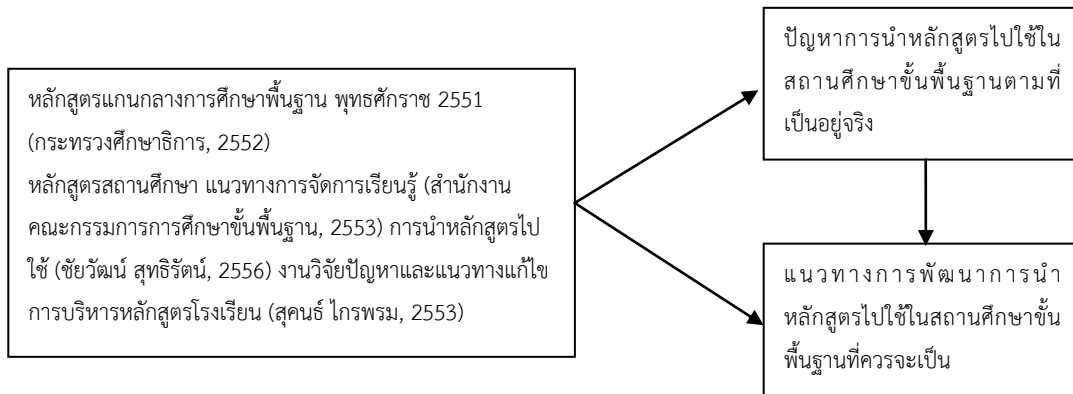 หลักสูตรแกนกลางการศึกษาพื้นฐาน พุทธศักราช 2551
(กระทรวงศึกษาธิการ, 2552)
หลักสูตรสถานศึกษา แนวทางการจัดการเรียนรู้ (สำนักงาน
คณะกรรมการการศึกษาขั้นพื้นฐาน, 2553) การนำหลักสูตรไป
ใช้ (ชัยวัฒน์ สุทธิรัตน์, 2556) งานวิจัยปัญหาและแนวทางแก้ไข
การบริหารหลักสูตรโรงเรียน (สุคนธ์ ไกรพรม, 2553)
ปัญหาการนำหลักสูตรไปใช้ใน
สถานศึกษาขั้นพื้นฐานตามที่
เป็นอยู่จริง
แนวทางการพัฒนาการนำ
หลักสูตรไปใช้ในสถานศึกษาขั้น
พื้นฐานที่ควรจะเป็น